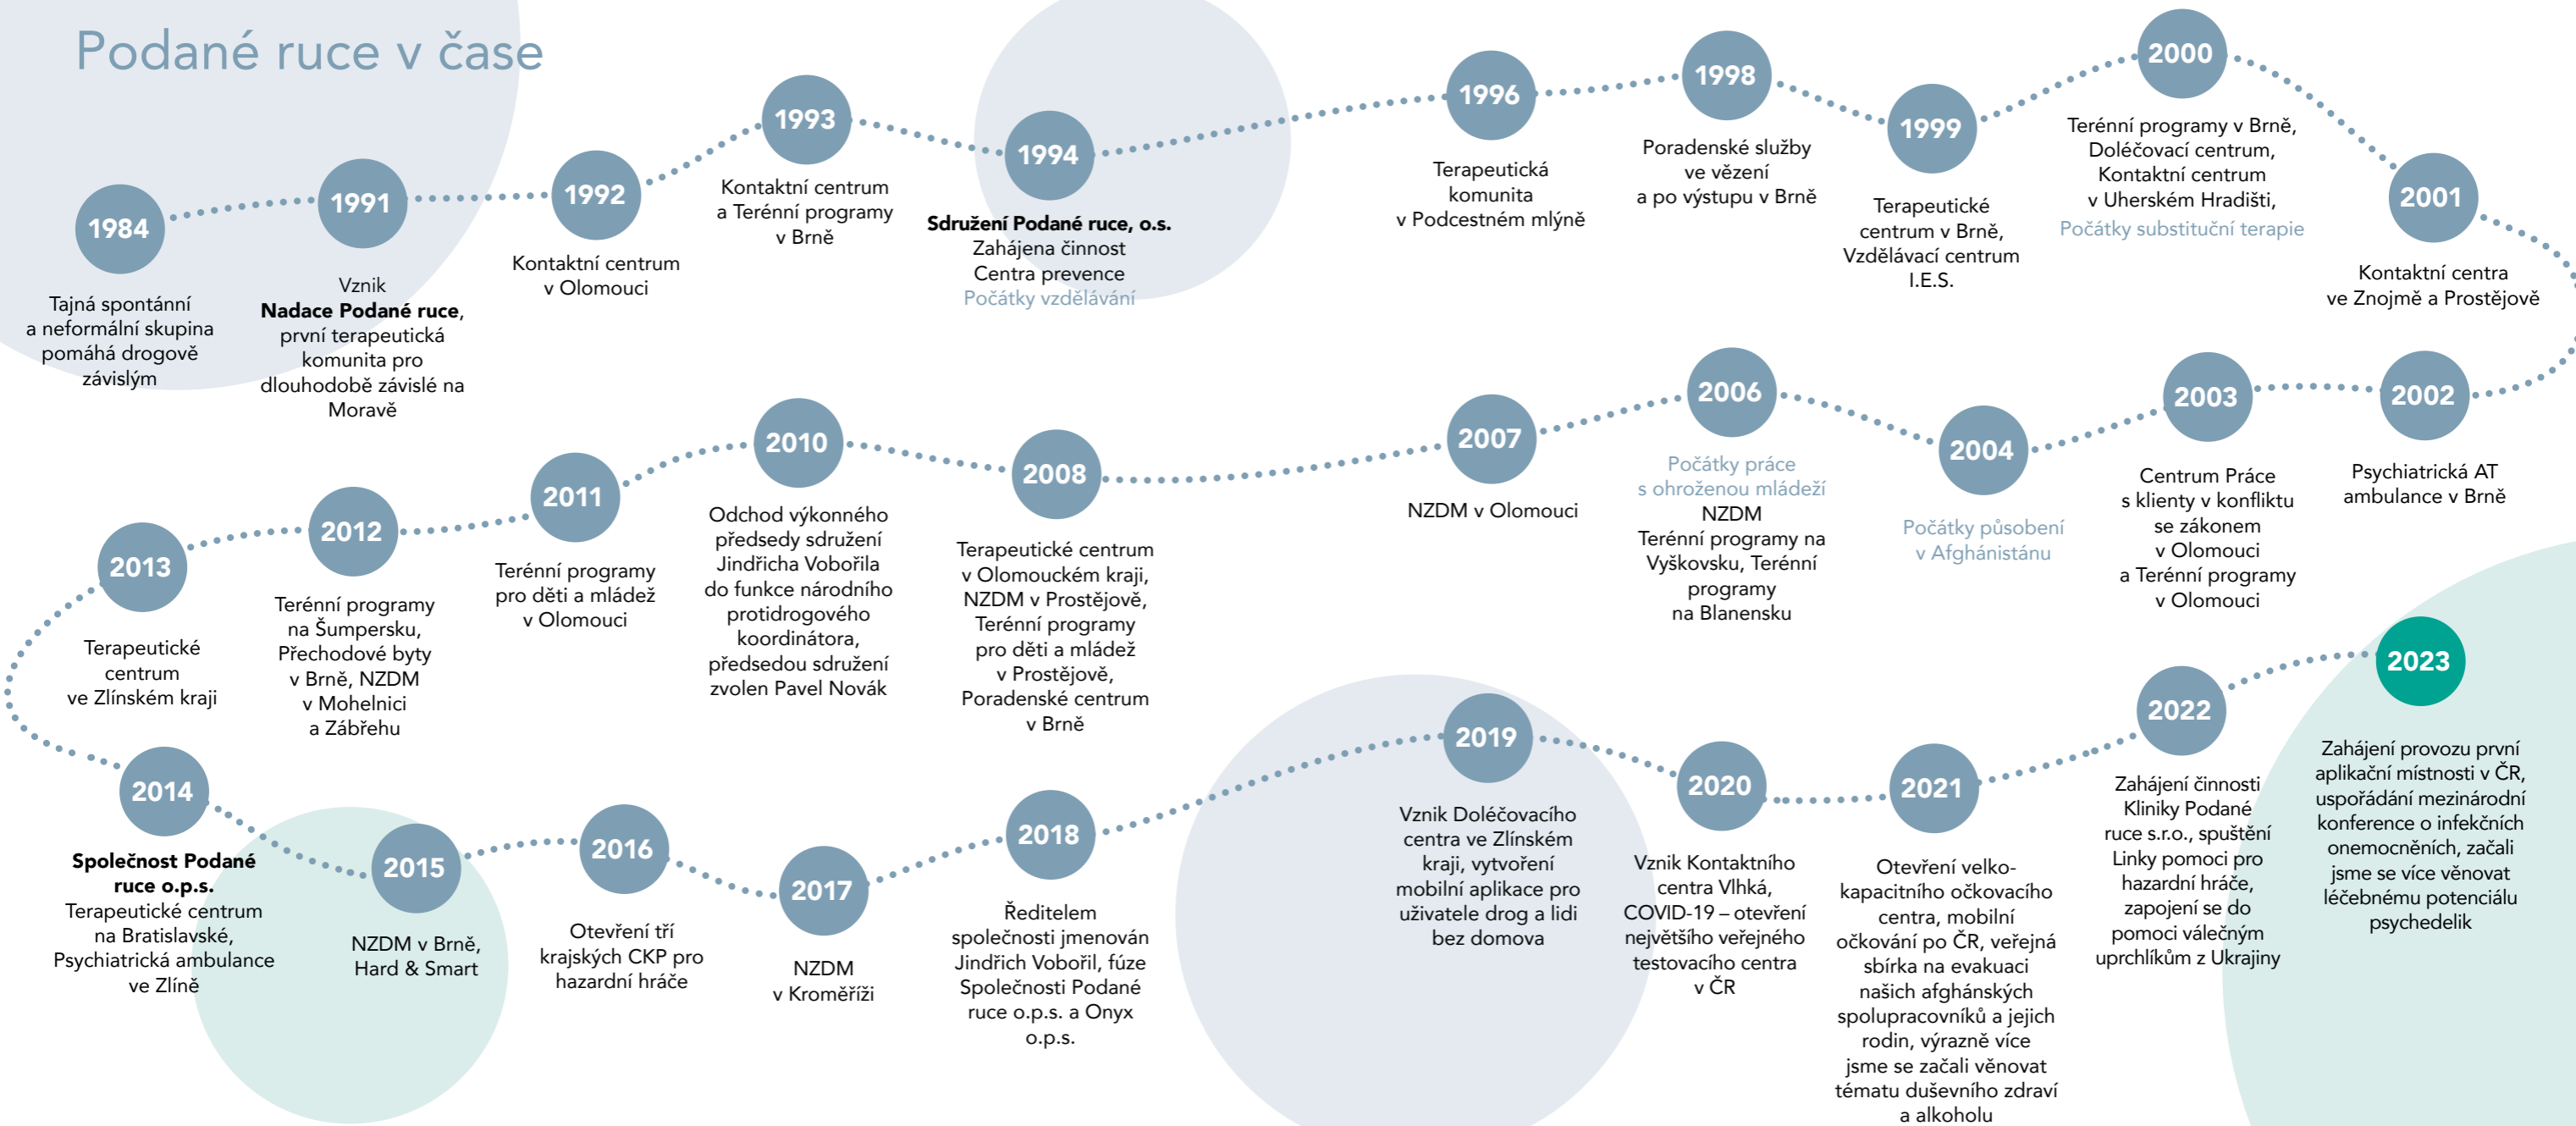 Podané ruce v čase
1984
Tajná spontánní
a neformální skupina
pomáhá drogově
závislým
1991
Vznik
Nadace Podané ruce,
první terapeutická
komunita pro
dlouhodobě závislé na
Moravě
1992
Kontaktní centrum
v Olomouci
1993
Kontaktní centrum
a Terénní programy
v Brně
1994
Sdružení Podané ruce, o.s.
Zahájena činnost
Centra prevence
Počátky vzdělávání
1996
Terapeutická
komunita
v Podcestném mlýně
1998
Poradenské služby
ve vězení
a po výstupu v Brně
1999
Terapeutické
centrum v Brně,
Vzdělávací centrum
I.E.S.
2000
Terénní programy v Brně,
Doléčovací centrum,
Kontaktní centrum
v Uherském Hradišti,
Počátky substituční terapie
2001
Kontaktní centra
ve Znojmě a Prostějově
2002
Psychiatrická AT
ambulance v Brně
2003
Centrum Práce
s klienty v konfliktu
se zákonem
v Olomouci
a Terénní programy
v Olomouci
2004
Počátky působení
v Afghánistánu
2006
Počátky práce
s ohroženou mládeží
NZDM
Terénní programy na
Vyškovsku, Terénní
programy
na Blanensku
2007
NZDM v Olomouci
2008
Terapeutické centrum
v Olomouckém kraji,
NZDM v Prostějově,
Terénní programy
pro děti a mládež
v Prostějově,
Poradenské centrum
v Brně
2010
Odchod výkonného
předsedy sdružení
Jindřicha Vobořila
do funkce národního
protidrogového
koordinátora,
předsedou sdružení
zvolen Pavel Novák
2011
Terénní programy
pro děti a mládež
v Olomouci
2012
Terénní programy
na Šumpersku,
Přechodové byty
v Brně, NZDM
v Mohelnici
a Zábřehu
2013
Terapeutické
centrum
ve Zlínském kraji
2014
Společnost Podané
ruce o.p.s.
Terapeutické centrum
na Bratislavské,
Psychiatrická ambulance
ve Zlíně
2015
NZDM v Brně,
Hard & Smart
2016
Otevření tří
krajských CKP pro
hazardní hráče
2017
NZDM
v Kroměříži
2018
Ředitelem
společnosti jmenován
Jindřich Vobořil, fúze
Společnosti Podané
ruce o.p.s. a Onyx
o.p.s.
2019
Vznik Doléčovacího
centra ve Zlínském
kraji, vytvoření
mobilní aplikace pro
uživatele drog a lidi
bez domova
2020
Vznik Kontaktního
centra Vlhká,
COVID-19 – otevření
největšího veřejného
testovacího centra
v ČR
2021
Otevření velko-
kapacitního očkovacího
centra, mobilní
očkování po ČR, veřejná
sbírka na evakuaci
našich afghánských
spolupracovníků a jejich
rodin, výrazně více
jsme se začali věnovat
tématu duševního zdraví
a alkoholu
2022
Zahájení činnosti
Kliniky Podané
ruce s.r.o., spuštění
Linky pomoci pro
hazardní hráče,
zapojení se do
pomoci válečným
uprchlíkům z Ukrajiny
2023
Zahájení provozu první
aplikační místnosti v ČR,
uspořádání mezinárodní
konference o infekčních
onemocněních, začali
jsme se více věnovat
léčebnému potenciálu
psychedelik